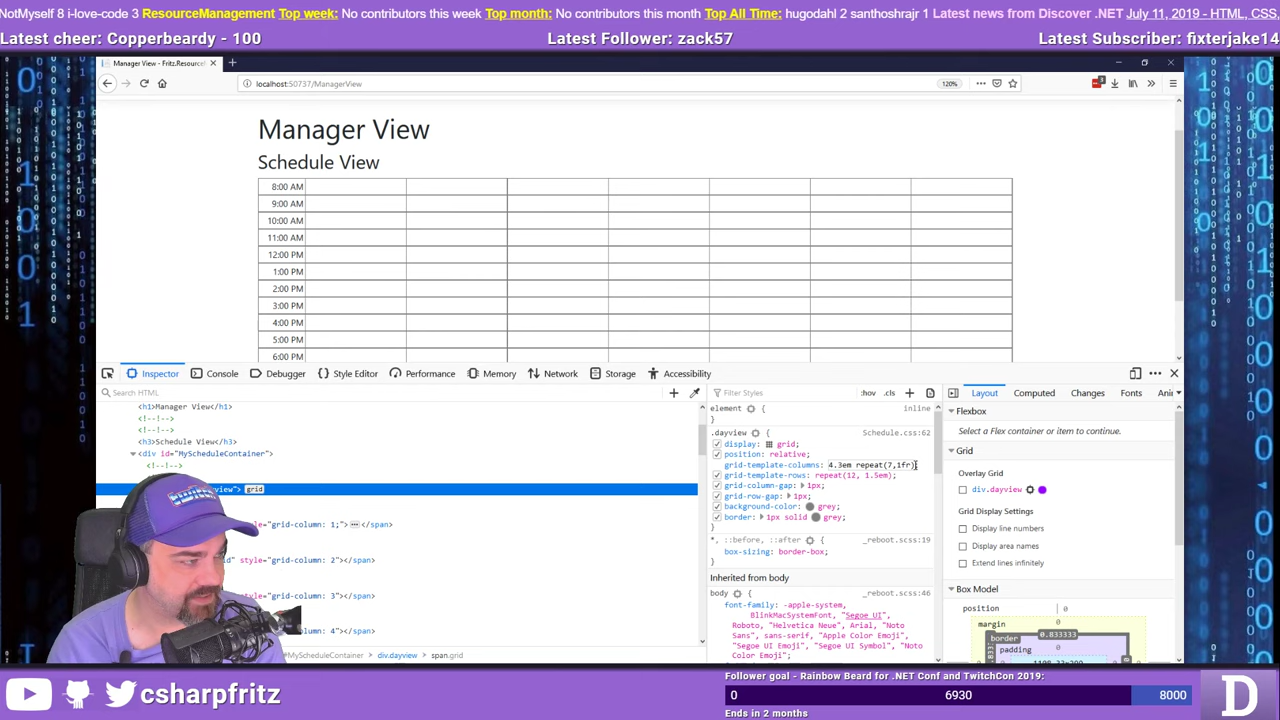 NotMyself 8 i-love-code 3 ResourceManagement Top week: No contributors this week Top month: No contributors this month Top All Time: hugodahl 2 santhoshfrajr 1 Latest news from Discover .NET July 11, 2019 - HTML, CSS,
Latest cheer: Copperbeardy - 100
Latest Follower: zack57
Latest Subscriber: fixterjake14
Manager View - Fritz.Resource
localhost:50737/ManagerView
120%
Manager View
Schedule View
8:00 AM
9:00 AM
10:00 AM
11:00 AM
12:00 PM
1:00 PM
2:00 PM
3:00 PM
4:00 PM
5:00 PM
6:00 PM
Inspector Console Debugger Style Editor Performance Memory Network Storage Accessibility
Search HTML
<h1>Manager View</h1>
<!--!-->
<!--!-->
<h3>Schedule View</h3>
<div id="MyScheduleContainer">
<!--!-->
view"> grid
style="grid-column: 1;"> </span>
id" style="grid-column: 2"></span>
style="grid-column: 3"></span>
style="grid-column: 4"></span>
#MyScheduleContainer div.dayview span.grid
Filter Styles :hov .cls
element { inline
}
.dayview { Schedule.css:62
display: grid;
position: relative;
grid-template-columns: 4.3em repeat(7,1fr)
grid-template-rows: repeat(12, 1.5em);
grid-column-gap: 1px;
grid-row-gap: 1px;
background-color: grey;
border: 1px solid grey;
}
*, ::before, ::after { _reboot.scss:19
box-sizing: border-box;
}
Inherited from body
body { _reboot.scss:46
font-family: -apple-system,
BlinkMacSystemFont, "Segoe UI",
Roboto, "Helvetica Neue", Arial, "Noto
Sans", sans-serif, "Apple Color Emoji",
"Segoe UI Emoji", "Segoe UI Symbol", "Noto
Color Emoji";
Layout Computed Changes Fonts Ani
Flexbox
Select a Flex container or item to continue.
Grid
Overlay Grid
div.dayview
Grid Display Settings
Display line numbers
Display area names
Extend lines infinitely
Box Model
position 0
margin
0
border 0.833333
padding
0
csharpfritz
Follower goal - Rainbow Beard for .NET Conf and TwitchCon 2019:
0 6930 8000
Ends in 2 months
D